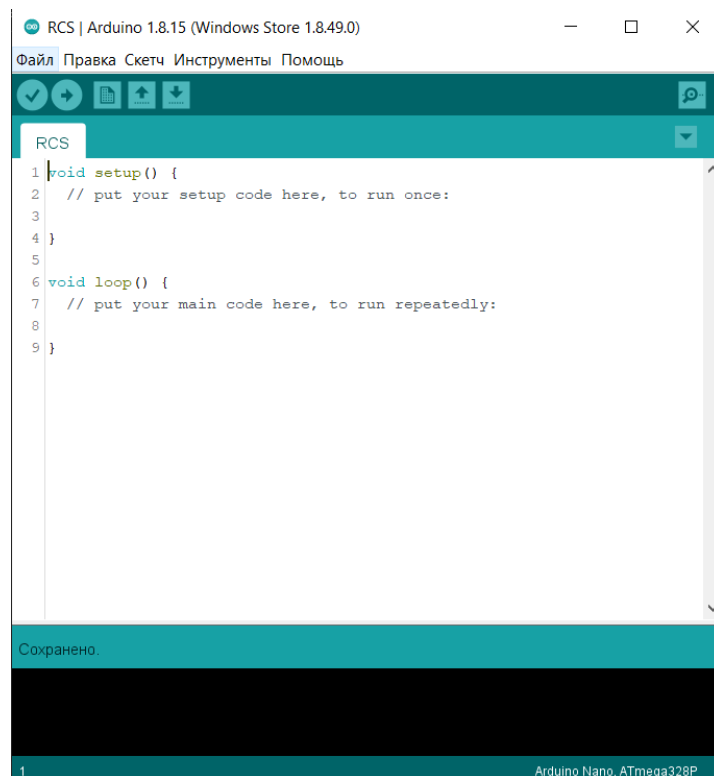 RCS | Arduino 1.8.15 (Windows Store 1.8.49.0)
Файл Правка Скетч Инструменты Помощь
RCS
1 void setup() {
2 // put your setup code here, to run once:
3
4 }
5
6 void loop() {
7 // put your main code here, to run repeatedly:
8
9 }
Сохранено.
1 Arduino Nano, ATmega328P